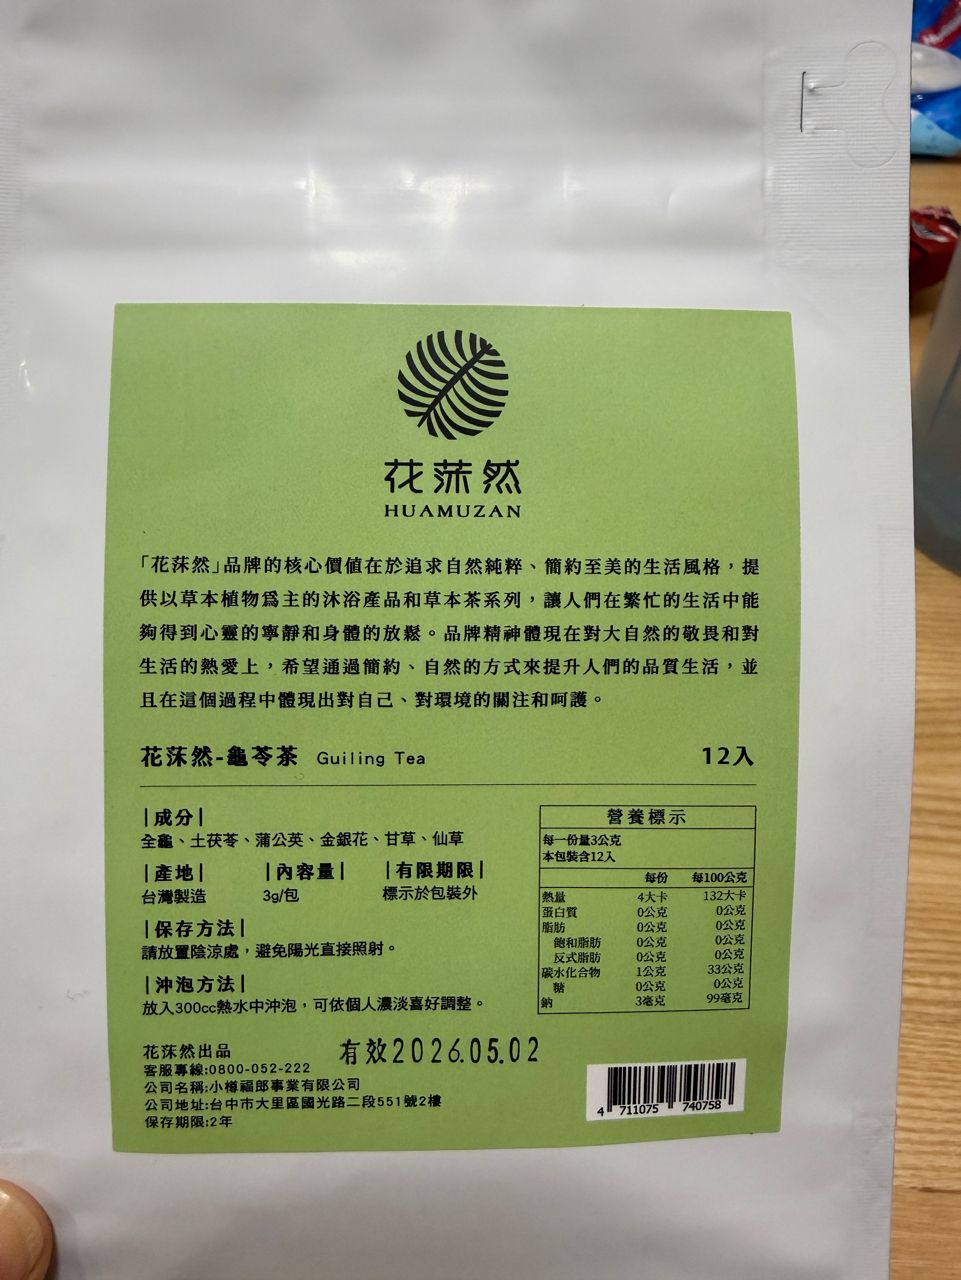 花莯然
HUAMUZAN
「花莯然」品牌的核心價值在於追求自然純粹、簡約至美的生活風格，提
供以草本植物爲主的沐浴產品和草本茶系列，讓人們在繁忙的生活中能
夠得到心靈的寧靜和身體的放鬆。品牌精神體現在對大自然的敬畏和對
生活的熱愛上，希望通過簡約、自然的方式來提升人們的品質生活，並
且在這個過程中體現出對自己、對環境的關注和呵護。
花莯然-龜苓茶 Guiling Tea 12入
|成分|
全龜、土茯苓、蒲公英、金銀花、甘草、仙草
|產地| |內容量| |有限期限|
台灣製造 3g/包 標示於包裝外
|保存方法|
請放置陰涼處，避免陽光直接照射。
|沖泡方法|
放入300cc熱水中沖泡，可依個人濃淡喜好調整。
營養標示
每一份量3公克
本包裝含12入
每份 每100公克
熱量 4大卡 132大卡
蛋白質 0公克 0公克
脂肪 0公克 0公克
飽和脂肪 0公克 0公克
反式脂肪 0公克 0公克
碳水化合物 1公克 33公克
糖 0公克 0公克
鈉 3毫克 99毫克
花莯然出品
客服專線:0800-052-222
公司名稱:小樽福郎事業有限公司
公司地址:台中市大里區國光路二段551號2樓
保存期限:2年
有效2026.05.02
4 711075 740758